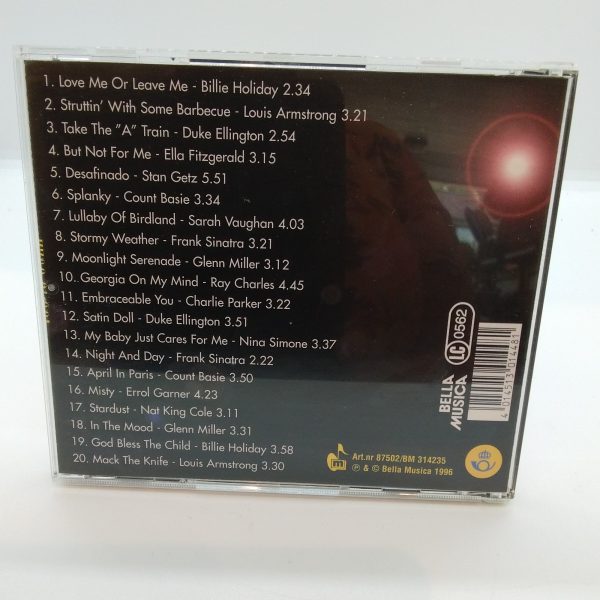 1. Love Me Or Leave Me - Billie Holiday 2.34
2. Struttin' With Some Barbecue - Louis Armstrong 3.21
3. Take The "A" Train - Duke Ellington 2.54
4. But Not For Me - Ella Fitzgerald 3.15
5. Desafinado - Stan Getz 5.51
6. Splanky - Count Basie 3.34
7. Lullaby Of Birdland - Sarah Vaughan 4.03
8. Stormy Weather - Frank Sinatra 3.21
9. Moonlight Serenade - Glenn Miller 3.12
10. Georgia On My Mind - Ray Charles 4.45
11. Embraceable You - Charlie Parker 3.22
12. Satin Doll - Duke Ellington 3.51
13. My Baby Just Cares For Me - Nina Simone 3.37
14. Night And Day - Frank Sinatra 2.22
15. April In Paris - Count Basie 3.50
16. Misty - Errol Garner 4.23
17. Stardust - Nat King Cole 3.11
18. In The Mood - Glenn Miller 3.31
19. God Bless The Child - Billie Holiday 3.58
20. Mack The Knife - Louis Armstrong 3.30
BELLA
MUSICA
LC 0562
4 014513 014481
m
Art.nr 87502/BM 314235
℗ & © Bella Musica 1996